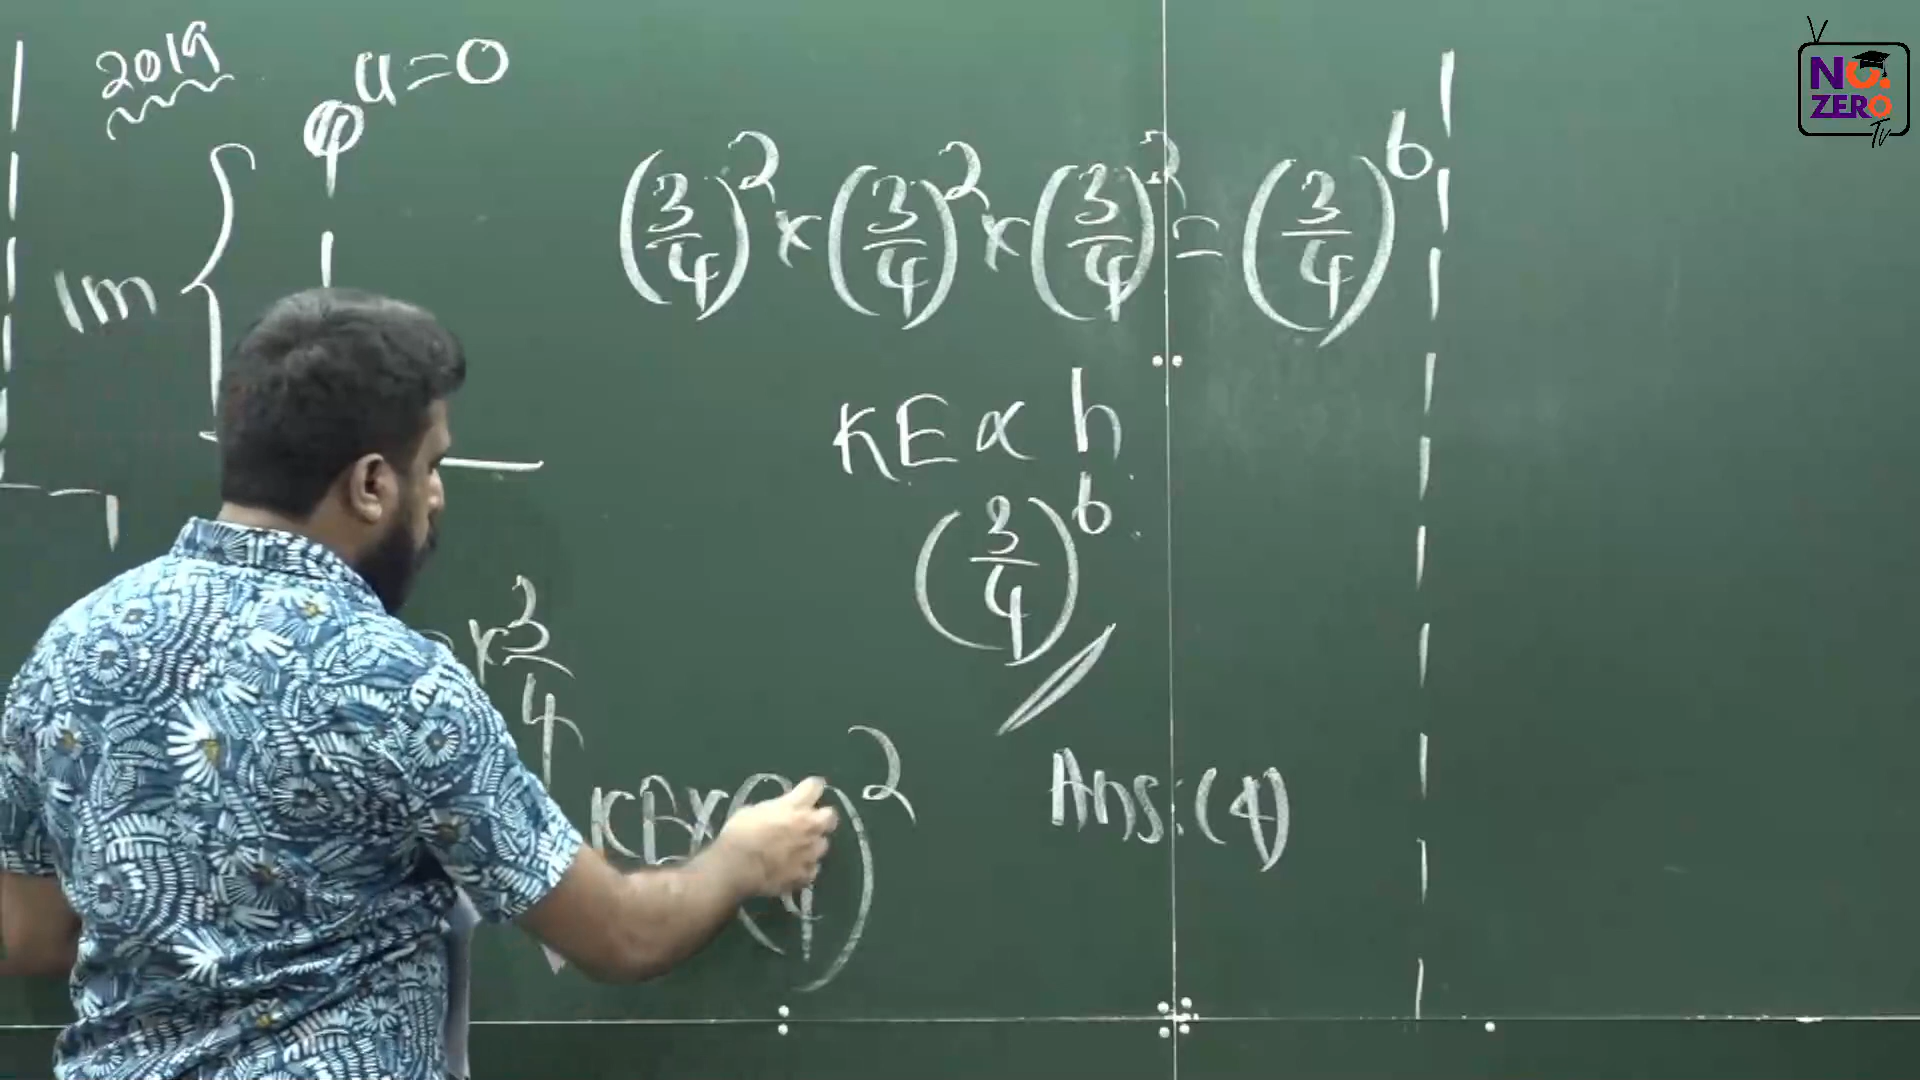 2019
u=0
1m
(3/4)² × (3/4)² × (3/4)² = (3/4)⁶
KE ∝ h
(3/4)⁶
× 3/4
KE × ( /4)²
Ans: (4)
NO.
ZERO
TV